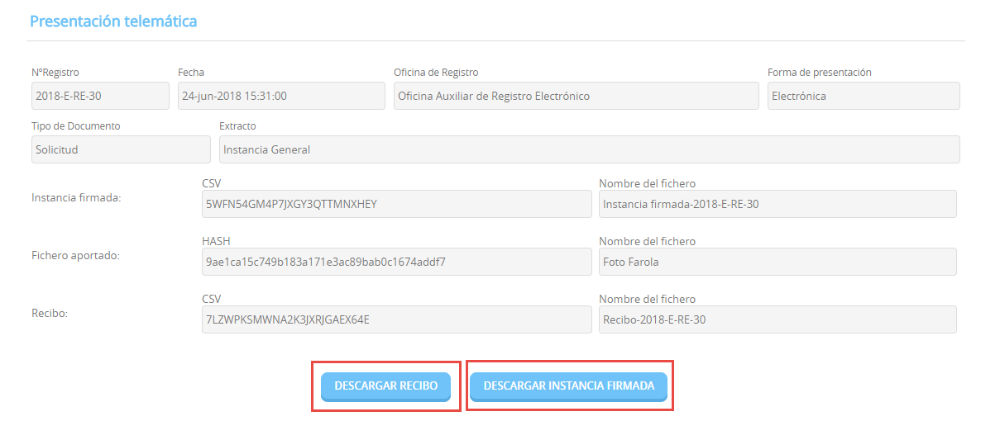 Presentación telemática
NºRegistro Fecha Oficina de Registro Forma de presentación
2018-E-RE-30 24-jun-2018 15:31:00 Oficina Auxiliar de Registro Electrónico Electrónica
Tipo de Documento Extracto
Solicitud Instancia General
CSV Nombre del fichero
Instancia firmada: 5WFN54GM4P7JXGY3QTTMNXHEY Instancia firmada-2018-E-RE-30
HASH Nombre del fichero
Fichero aportado: 9ae1ca15c749b183a171e3ac89bab0c1674addf7 Foto Farola
CSV Nombre del fichero
Recibo: 7LZWPKSMWNA2K3JXRJGAEX64E Recibo-2018-E-RE-30
DESCARGAR RECIBO DESCARGAR INSTANCIA FIRMADA